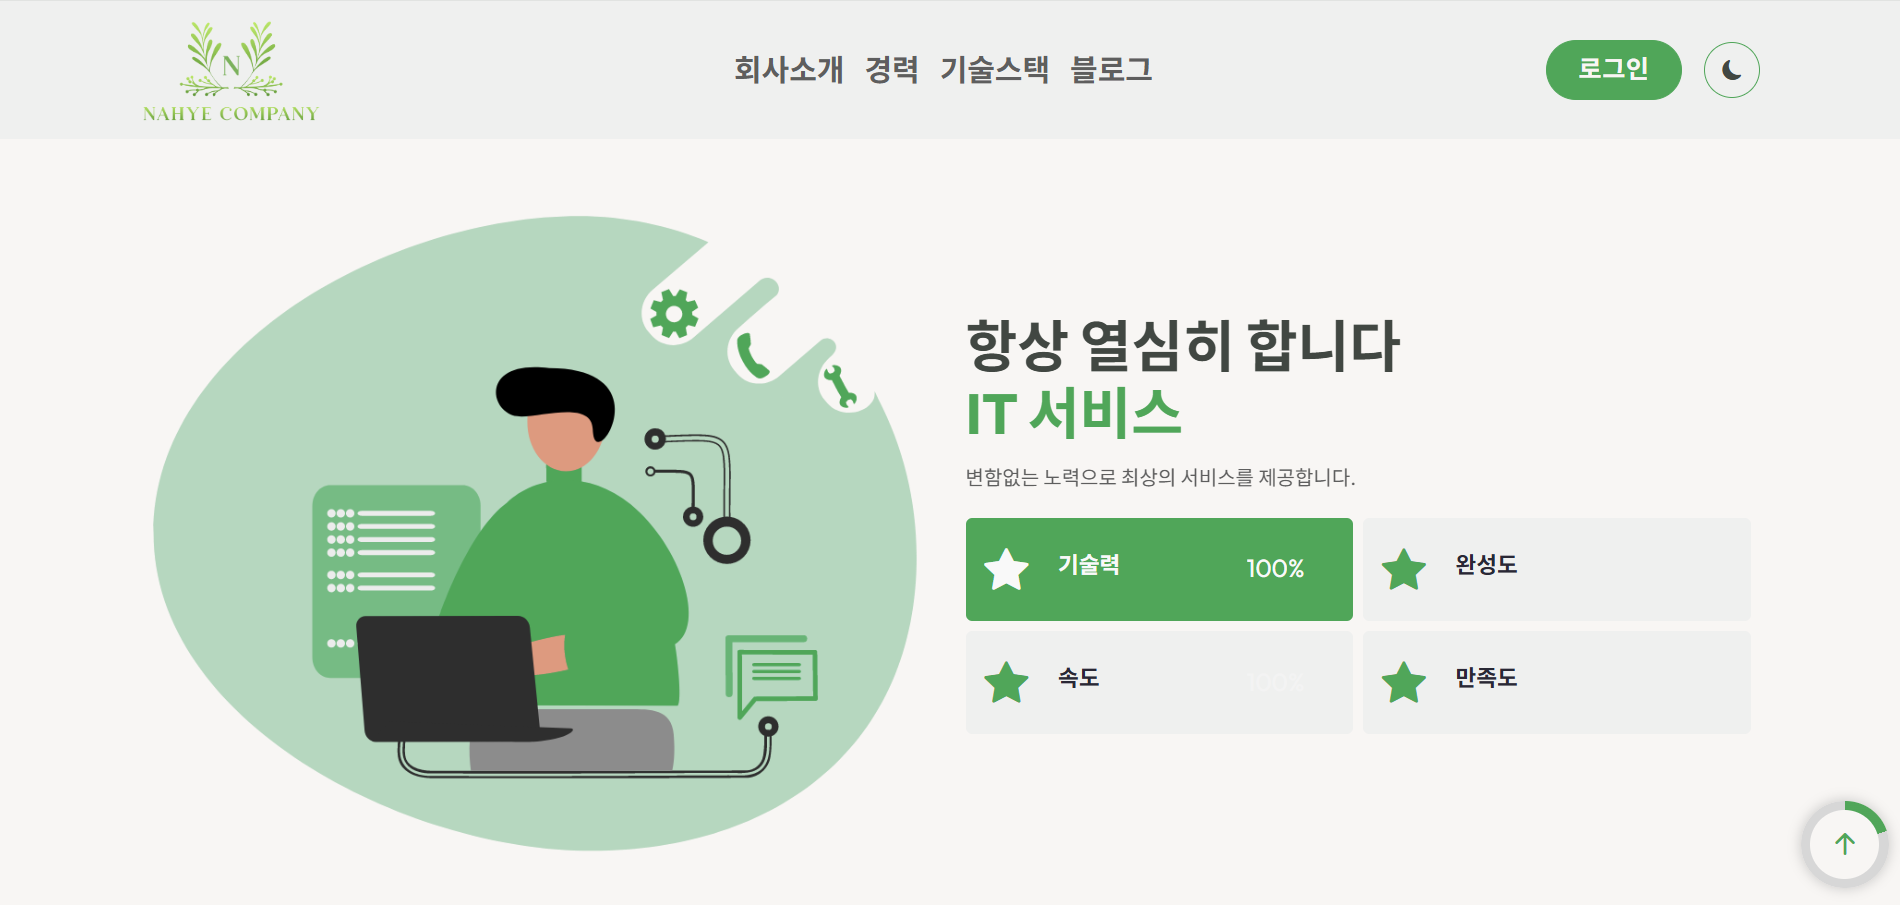 N
NAHYE COMPANY
회사소개 경력 기술스택 블로그
로그인
항상 열심히 합니다
IT 서비스
변함없는 노력으로 최상의 서비스를 제공합니다.
기술력 100%
완성도
속도 100%
만족도